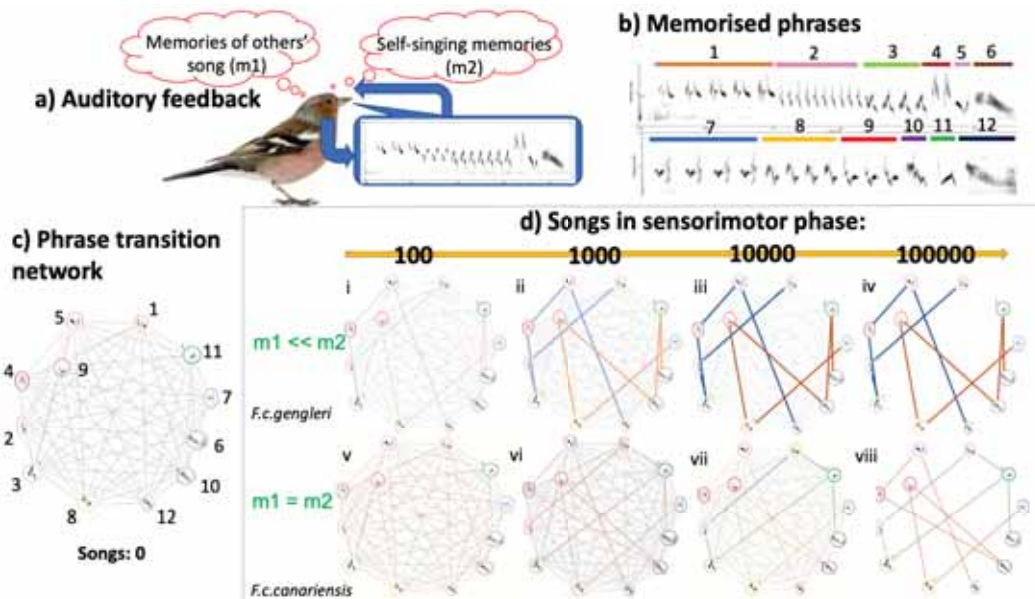 Memories of others'
song (m1)
Self-singing memories
(m2)
a) Auditory feedback
b) Memorised phrases
1 2 3 4 5 6
7 8 9 10 11 12
c) Phrase transition
network
5 1
11
4 9
7
2
6
3
10
8 12
Songs: 0
d) Songs in sensorimotor phase:
100 1000 10000 100000
i ii iii iv
m1 << m2
F.c.gengleri
v vi vii viii
m1 = m2
F.c.canariensis